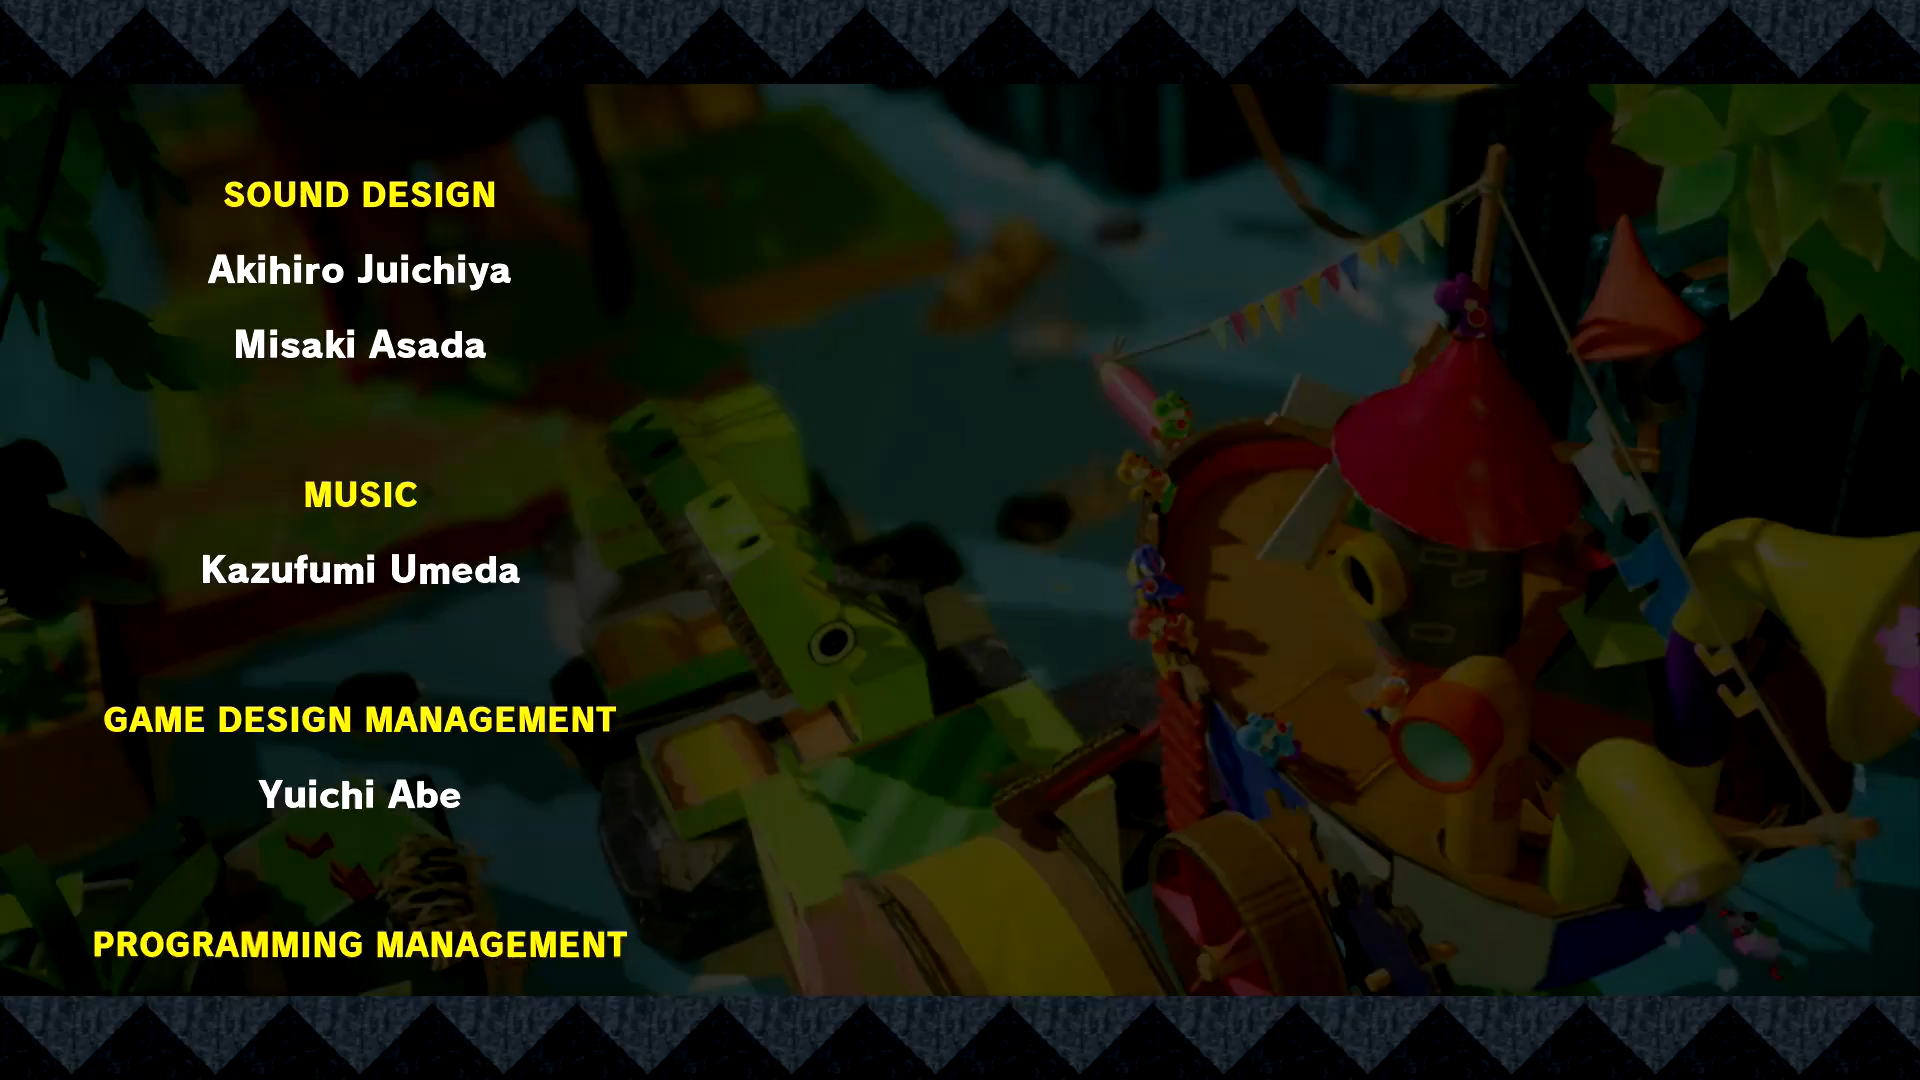 SOUND DESIGN
Akihiro Juichiya
Misaki Asada
MUSIC
Kazufumi Umeda
GAME DESIGN MANAGEMENT
Yuichi Abe
PROGRAMMING MANAGEMENT